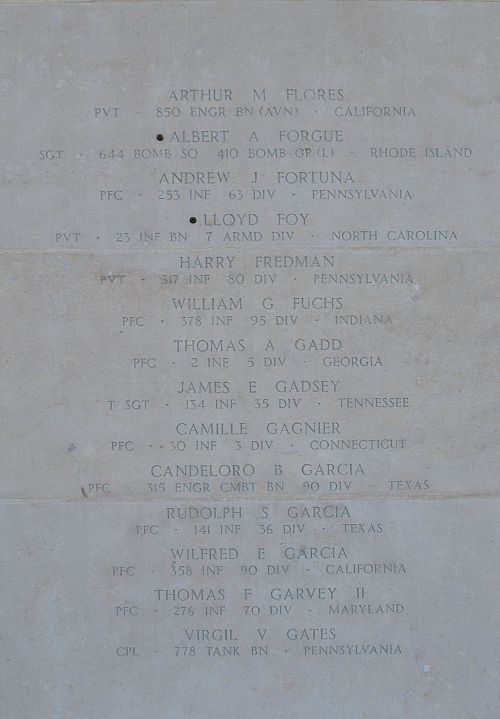 ARTHUR M FLORES
PVT · 850 ENGR BN (AVN) · CALIFORNIA
ALBERT A FORGUE
SGT · 644 BOMB SQ 410 BOMB GP (L) · RHODE ISLAND
ANDREW J FORTUNA
PFC · 253 INF 63 DIV · PENNSYLVANIA
LLOYD FOY
PVT · 23 INF BN 7 ARMD DIV · NORTH CAROLINA
HARRY FREDMAN
PVT · 317 INF 80 DIV · PENNSYLVANIA
WILLIAM G FUCHS
PFC · 378 INF 95 DIV · INDIANA
THOMAS A GADD
PFC · 2 INF 5 DIV · GEORGIA
JAMES E GADSEY
T SGT · 134 INF 35 DIV · TENNESSEE
CAMILLE GAGNIER
PFC · 30 INF 3 DIV · CONNECTICUT
CANDELORO B GARCIA
PFC · 315 ENGR CMBT BN 90 DIV · TEXAS
RUDOLPH S GARCIA
PFC · 141 INF 36 DIV · TEXAS
WILFRED E GARCIA
PFC · 358 INF 90 DIV · CALIFORNIA
THOMAS F GARVEY II
PFC · 276 INF 70 DIV · MARYLAND
VIRGIL V GATES
CPL · 778 TANK BN · PENNSYLVANIA